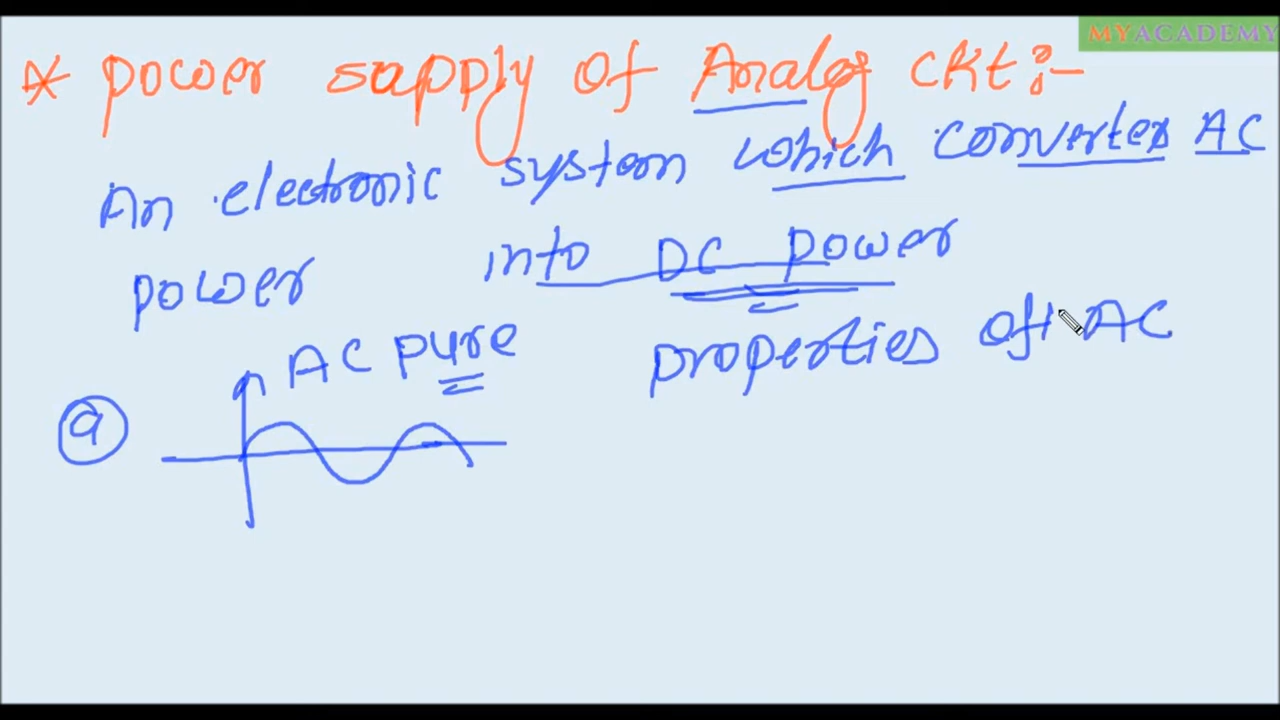 MYACADEMY
* power supply of Analog ckt:-
An electronic system which converter AC
power into DC power
AC pure
properties of AC
a